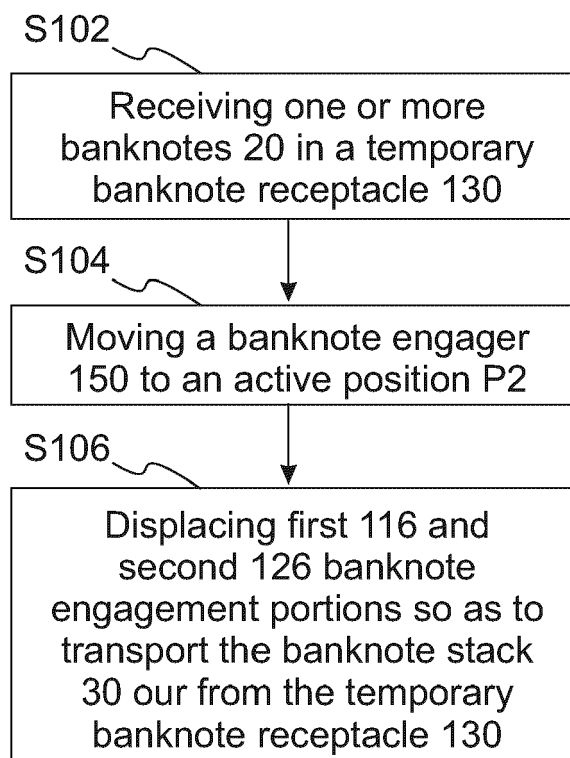 S102
Receiving one or more
banknotes 20 in a temporary
banknote receptacle 130
S104
Moving a banknote engager
150 to an active position P2
S106
Displacing first 116 and
second 126 banknote
engagement portions so as to
transport the banknote stack
30 our from the temporary
banknote receptacle 130